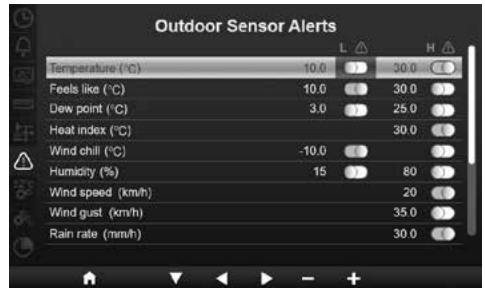 Outdoor Sensor Alerts
L H
Temperature (°C) 10.0 30.0
Feels like (°C) 10.0 30.0
Dew point (°C) 3.0 25.0
Heat index (°C) 30.0
Wind chill (°C) -10.0
Humidity (%) 15 80
Wind speed (km/h) 20
Wind gust (km/h) 35.0
Rain rate (mm/h) 30.0